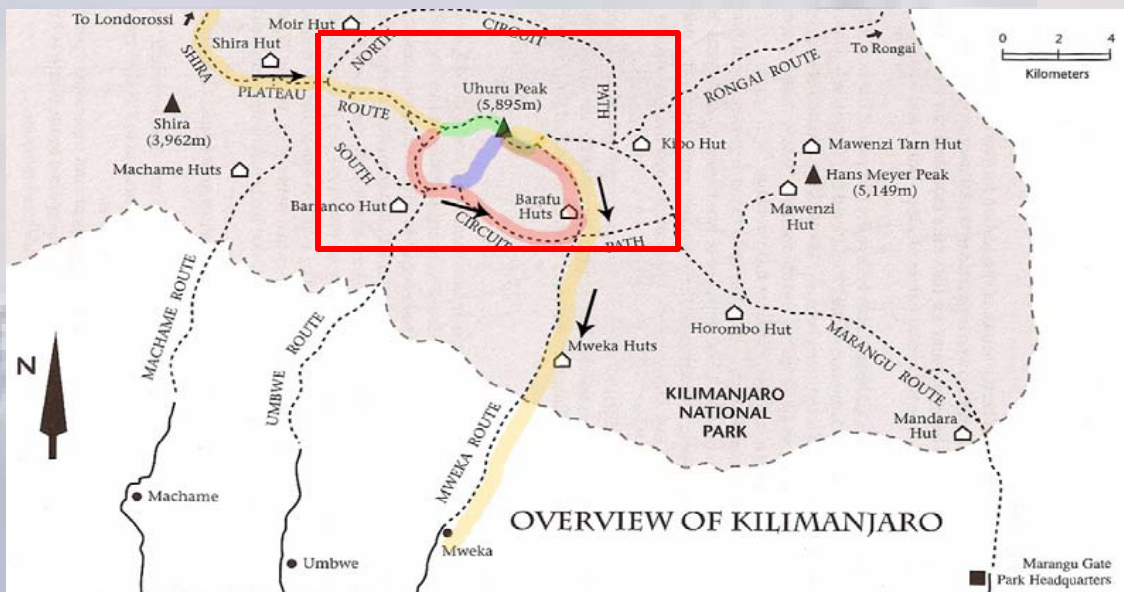 To Londorossi
Moir Hut
NORTH
CIRCUIT
PATH
To Rongai
0 2 4
Kilometers
Shira Hut
SHIRA
PLATEAU
ROUTE
Uhuru Peak
(5,895m)
RONGAI ROUTE
Shira
(3,962m)
Kibo Hut
Mawenzi Tarn Hut
Machame Huts
SOUTH
Hans Meyer Peak
(5,149m)
Barranco Hut
Barafu
Huts
Mawenzi
Hut
CIRCUIT
PATH
MACHAME ROUTE
UMBWE ROUTE
Horombo Hut
MARANGU ROUTE
N
Mweka Huts
KILIMANJARO
NATIONAL
PARK
Mandara
Hut
MWEKA ROUTE
Machame
OVERVIEW OF KILIMANJARO
Mweka
Umbwe
Marangu Gate
Park Headquarters